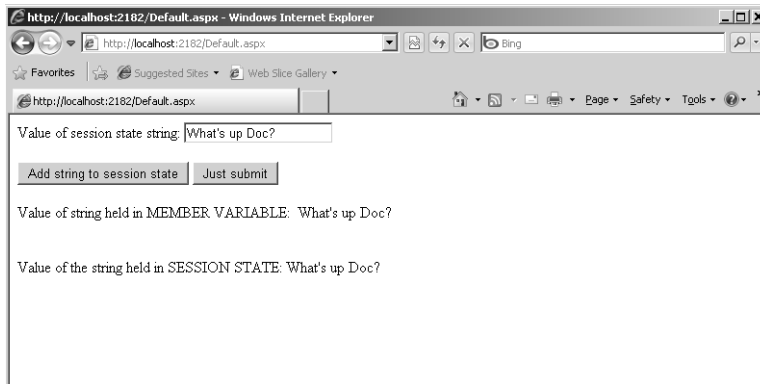 http://localhost:2182/Default.aspx - Windows Internet Explorer
http://localhost:2182/Default.aspx
Bing
Favorites Suggested Sites Web Slice Gallery
http://localhost:2182/Default.aspx
Page Safety Tools
Value of session state string: What's up Doc?
Add string to session state Just submit
Value of string held in MEMBER VARIABLE: What's up Doc?
Value of the string held in SESSION STATE: What's up Doc?